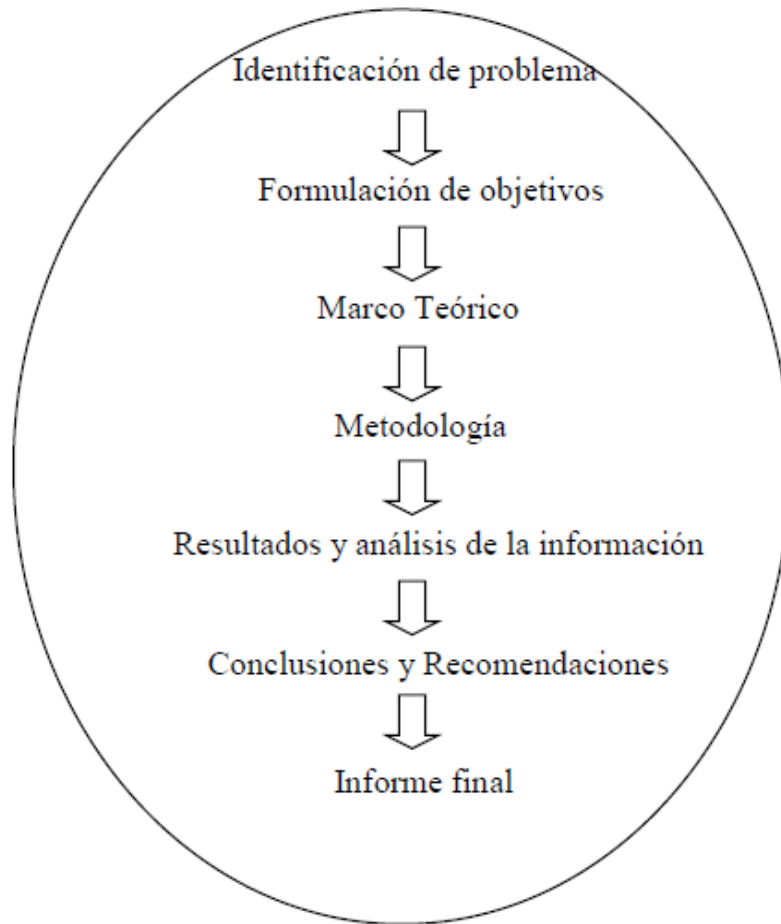 Identificación de problema
Formulación de objetivos
Marco Teórico
Metodología
Resultados y análisis de la información
Conclusiones y Recomendaciones
Informe final